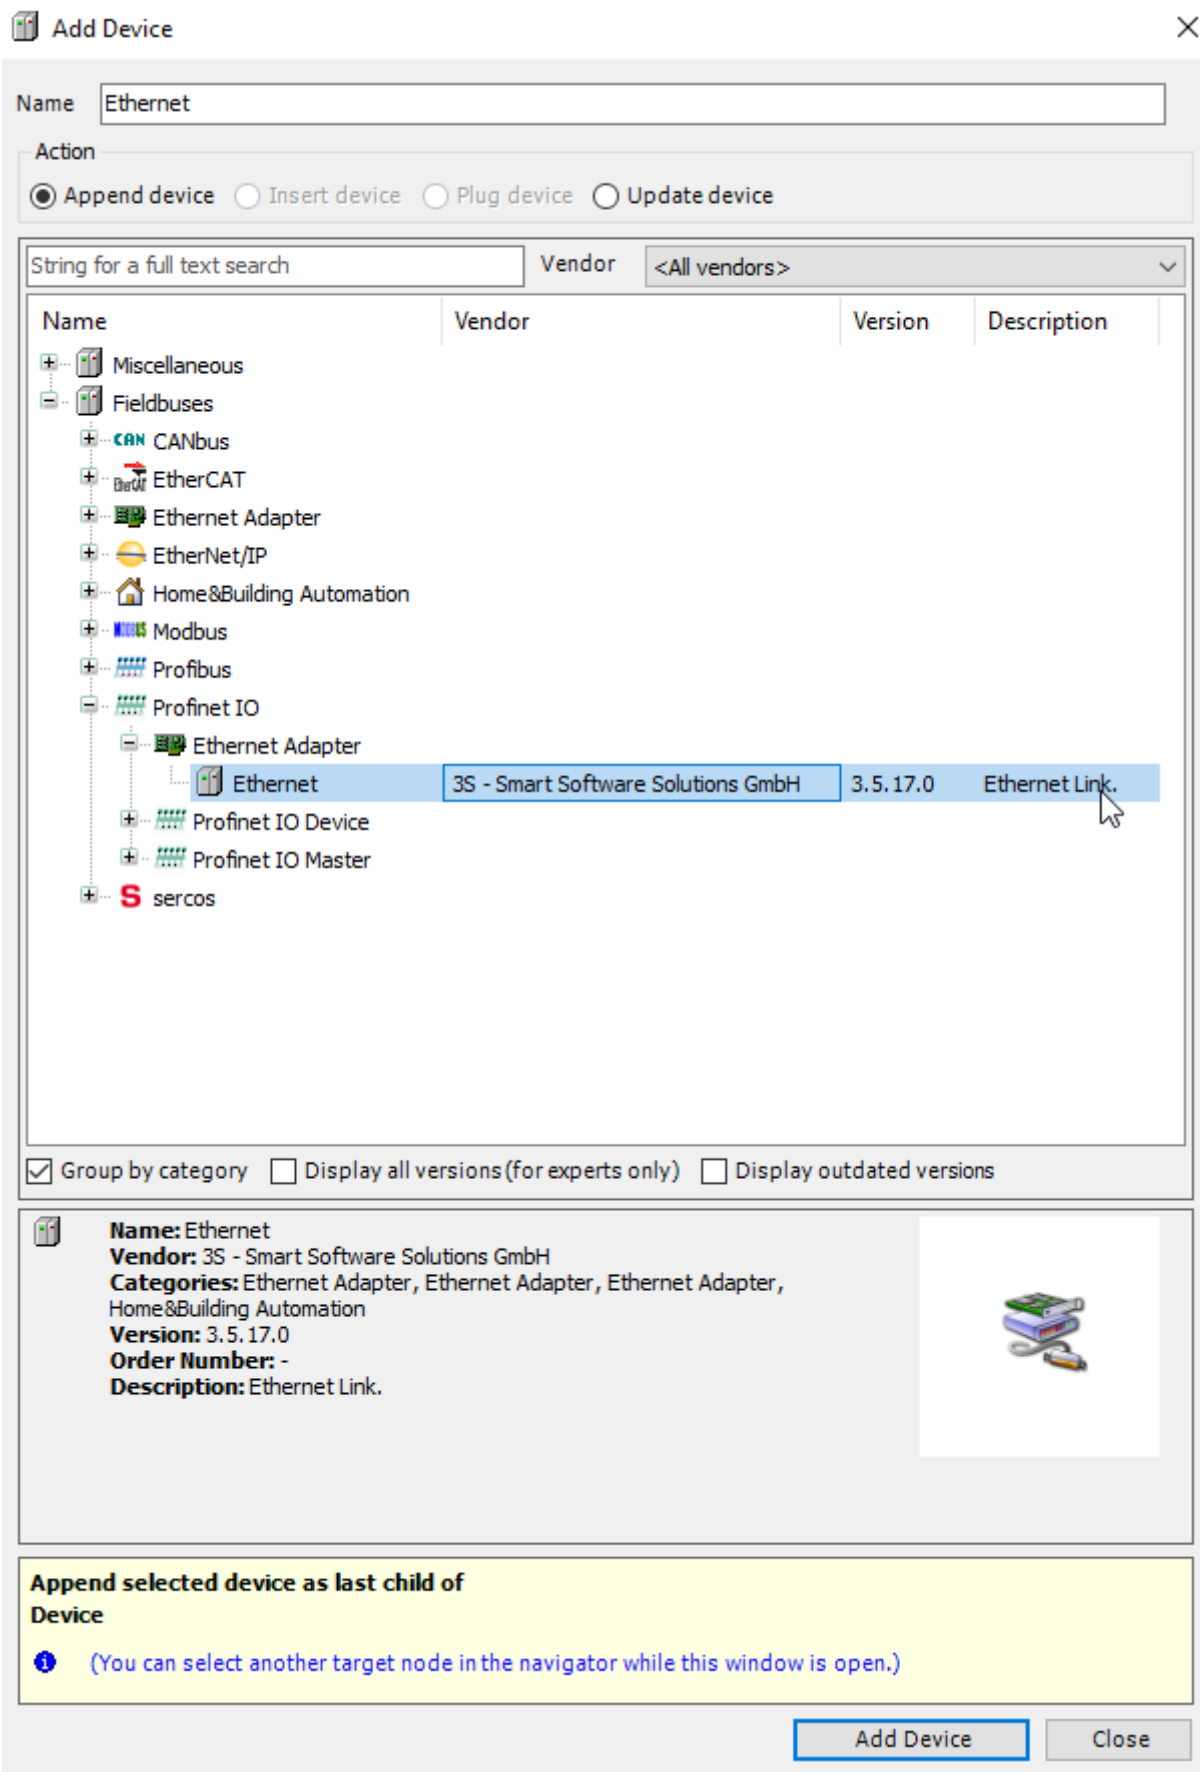 Add Device
Name Ethernet
Action
Append device Insert device Plug device Update device
String for a full text search Vendor <All vendors>
Name Vendor Version Description
Miscellaneous
Fieldbuses
CAN CANbus
EtherCAT EtherCAT
Ethernet Adapter
EtherNet/IP
Home&Building Automation
MODBUS Modbus
Profibus
Profinet IO
Ethernet Adapter
Ethernet 3S - Smart Software Solutions GmbH 3.5.17.0 Ethernet Link.
Profinet IO Device
Profinet IO Master
S sercos
Group by category Display all versions (for experts only) Display outdated versions
Name: Ethernet
Vendor: 3S - Smart Software Solutions GmbH
Categories: Ethernet Adapter, Ethernet Adapter, Ethernet Adapter,
Home&Building Automation
Version: 3.5.17.0
Order Number: -
Description: Ethernet Link.
Append selected device as last child of
Device
(You can select another target node in the navigator while this window is open.)
Add Device Close